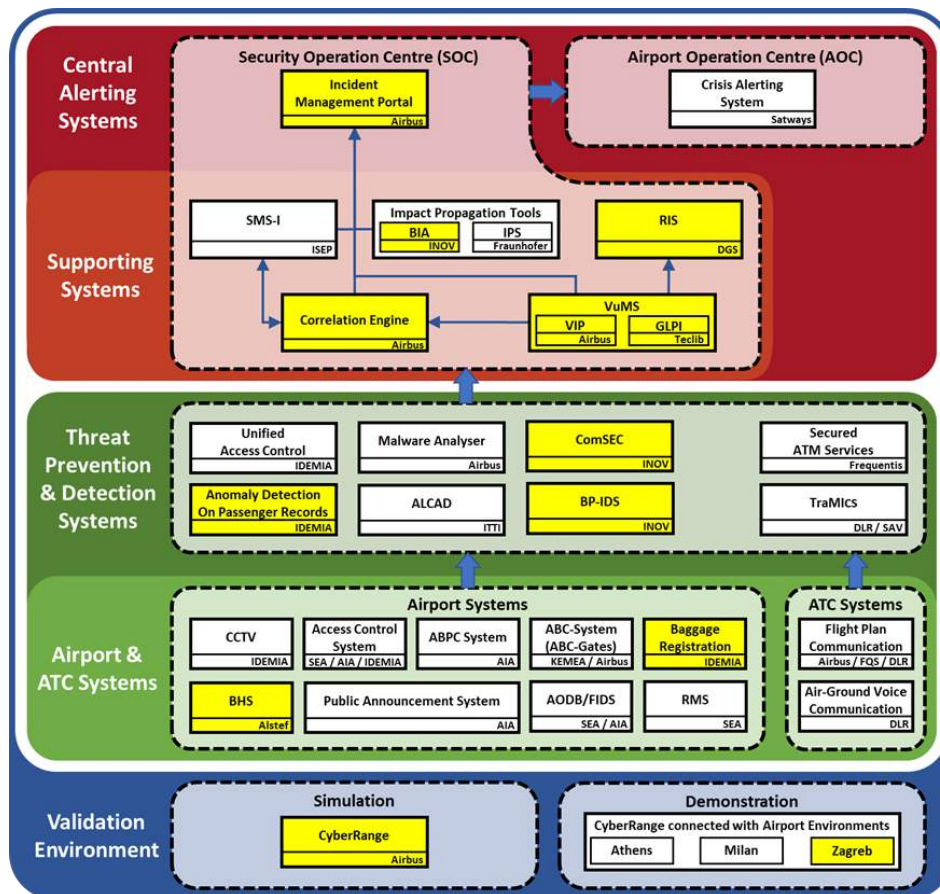 Central
Alerting
Systems
Security Operation Centre (SOC)
Incident
Management Portal
Airbus
Airport Operation Centre (AOC)
Crisis Alerting
System
Satways
Supporting
Systems
SMS-I
ISEP
Impact Propagation Tools
BIA
INOV
IPS
Fraunhofer
RIS
DGS
Correlation Engine
Airbus
VuMS
VIP
Airbus
GLPI
Teclib
Threat
Prevention
& Detection
Systems
Unified
Access Control
IDEMIA
Malware Analyser
Airbus
ComSEC
INOV
Secured
ATM Services
Frequentis
Anomaly Detection
On Passenger Records
IDEMIA
ALCAD
ITTI
BP-IDS
INOV
TraMICs
DLR / SAV
Airport &
ATC Systems
Airport Systems
CCTV
IDEMIA
Access Control
System
SEA / AIA / IDEMIA
ABPC System
AIA
ABC-System
(ABC-Gates)
KEMEA / Airbus
Baggage
Registration
IDEMIA
BHS
Alstef
Public Announcement System
AIA
AODB/FIDS
SEA / AIA
RMS
SEA
ATC Systems
Flight Plan
Communication
Airbus / FQS / DLR
Air-Ground Voice
Communication
DLR
Validation
Environment
Simulation
CyberRange
Airbus
Demonstration
CyberRange connected with Airport Environments
Athens
Milan
Zagreb